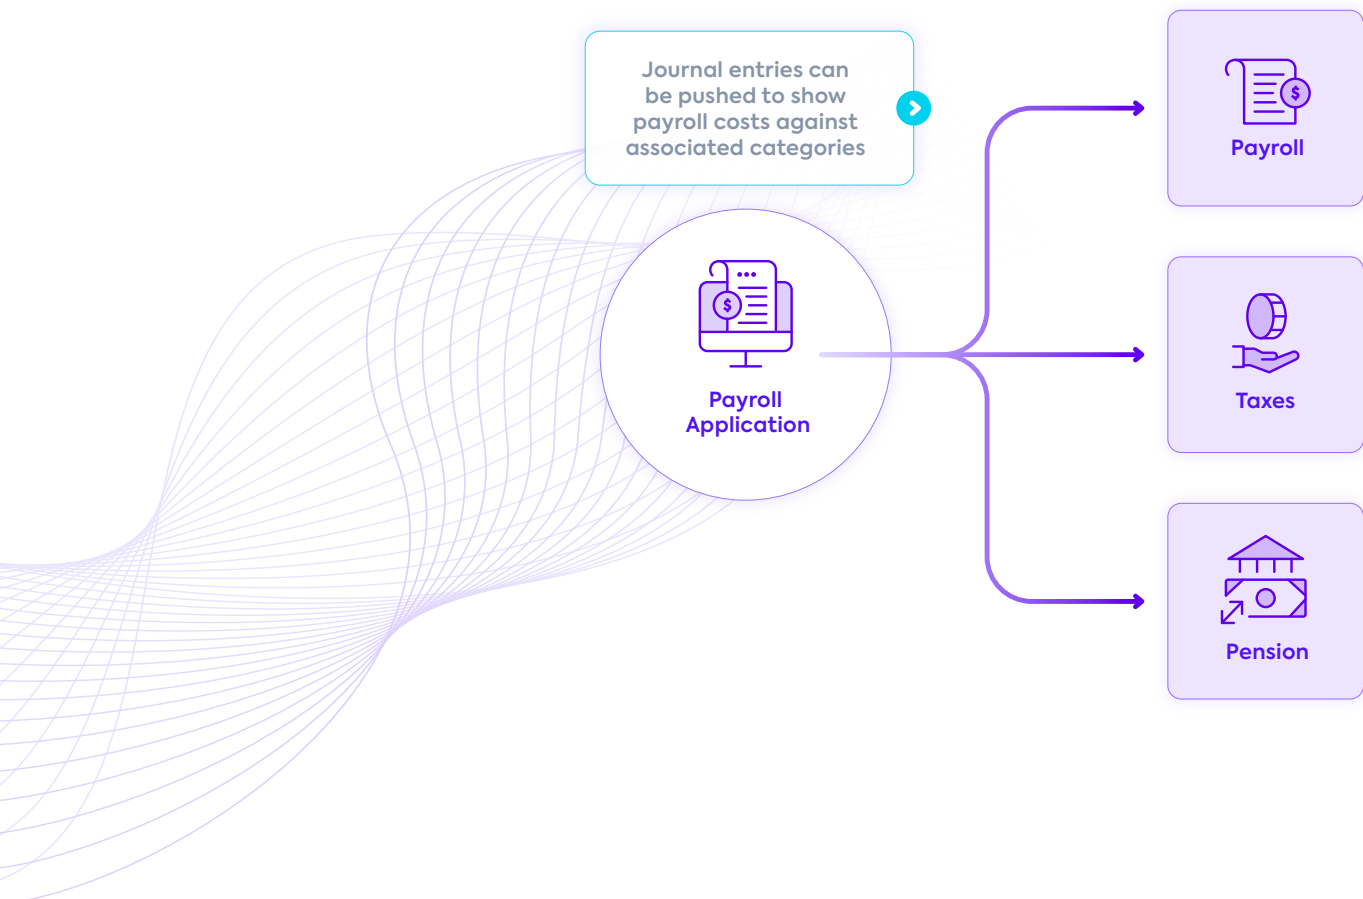 Journal entries can
be pushed to show
payroll costs against
associated categories
$
Payroll
$
Payroll
Application
Taxes
Pension